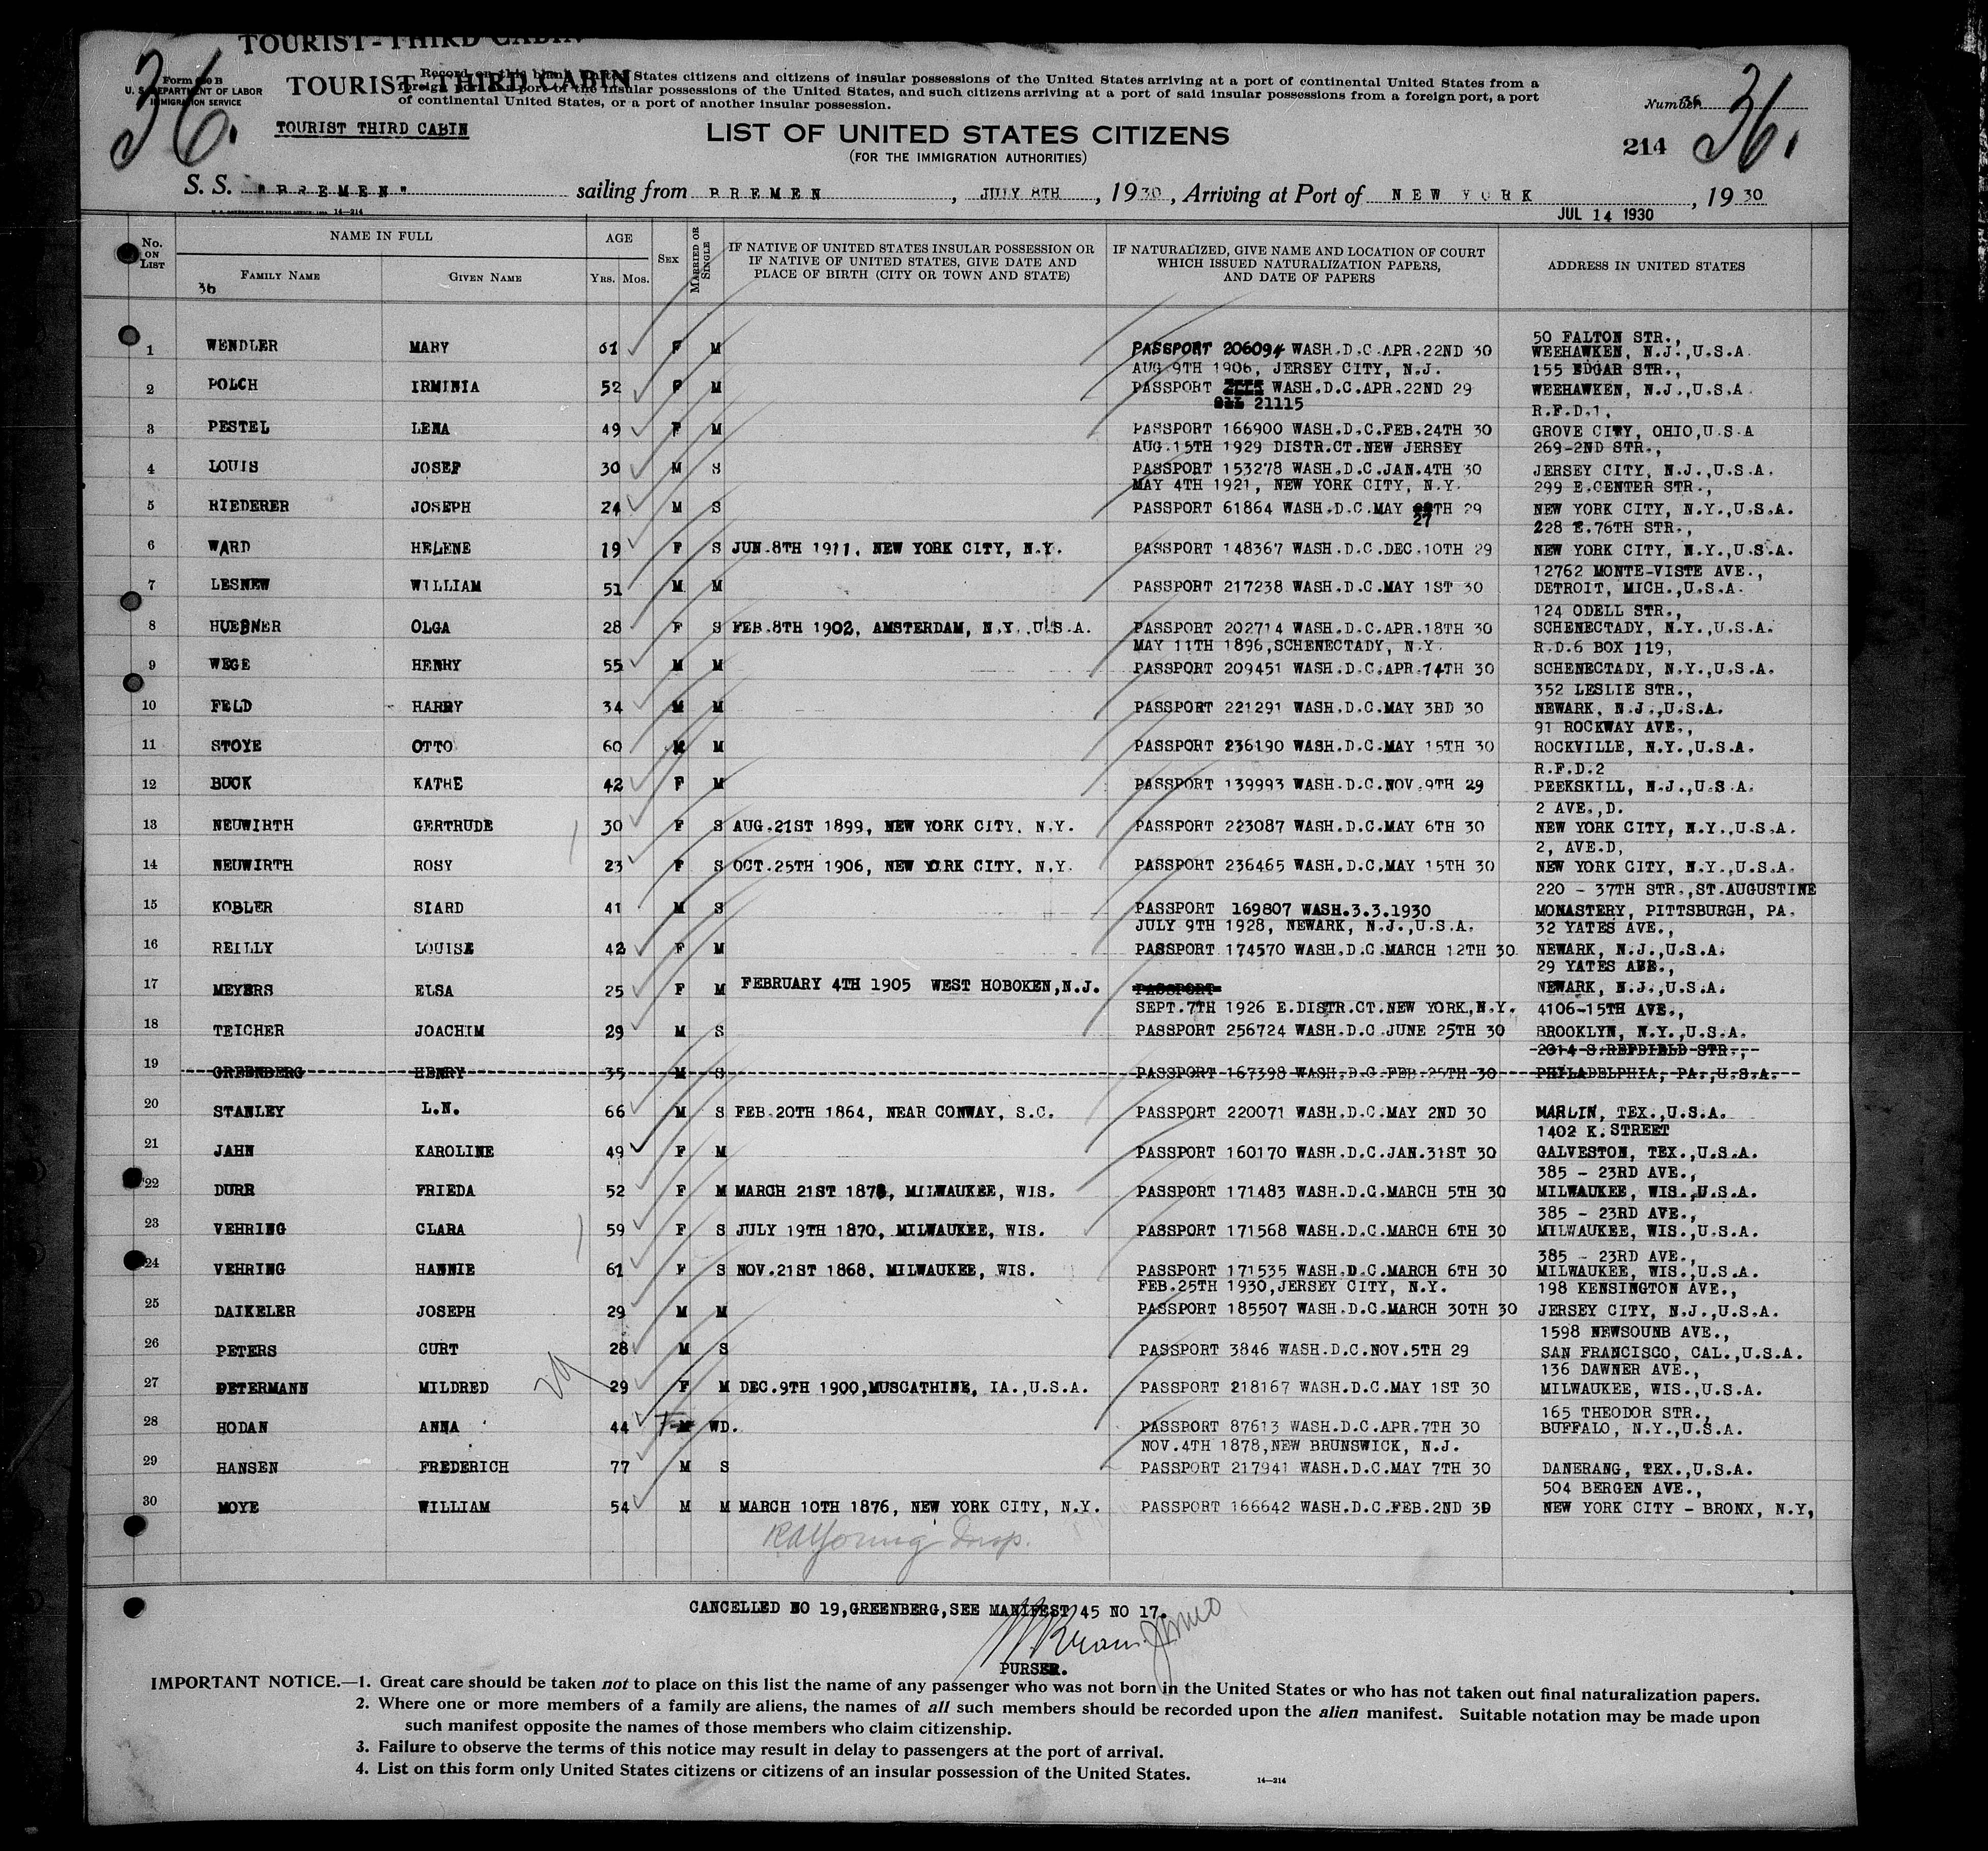 TOURIST-THIRD CABIN
36.
Form 630 B
U. S. DEPARTMENT OF LABOR
IMMIGRATION SERVICE
TOURIST-THIRD CABIN
Record on this blank United States citizens and citizens of insular possessions of the United States arriving at a port of continental United States from a
foreign port or a port of the insular possessions of the United States, and such citizens arriving at a port of said insular possessions from a foreign port, a port
of continental United States, or a port of another insular possession.
Number 36
36.
TOURIST THIRD CABIN
LIST OF UNITED STATES CITIZENS
(FOR THE IMMIGRATION AUTHORITIES)
214
S. S. "BREMEN" sailing from BREMEN, JULY 8TH, 1930, Arriving at Port of NEW YORK, 1930
JUL 14 1930
No. ON LIST
NAME IN FULL
FAMILY NAME
GIVEN NAME
AGE
YRS. MOS.
SEX
MARRIED OR SINGLE
IF NATIVE OF UNITED STATES INSULAR POSSESSION OR
IF NATIVE OF UNITED STATES, GIVE DATE AND
PLACE OF BIRTH (CITY OR TOWN AND STATE)
IF NATURALIZED, GIVE NAME AND LOCATION OF COURT
WHICH ISSUED NATURALIZATION PAPERS,
AND DATE OF PAPERS
ADDRESS IN UNITED STATES
36
50 FALTON STR.,
1 WENDLER MARY 61 F M PASSPORT 206094 WASH.D.C.APR.22ND 30 WEEHAWKEN, N.J.,U.S.A.
AUG 9TH 1906, JERSEY CITY, N.J. 155 EDGAR STR.,
2 POLCH IRMINIA 52 F M PASSPORT WASH.D.C.APR.22ND 29 WEEHAWKEN, N.J.,U.S.A.
21115 R.F.D.1,
3 PESTEL LENA 49 F M PASSPORT 166900 WASH.D.C.FEB.24TH 30 GROVE CITY, OHIO,U.S.A
AUG.15TH 1929 DISTR.CT.NEW JERSEY 269-2ND STR.,
4 LOUIS JOSEF 30 M S PASSPORT 153278 WASH.D.C.JAN.4TH 30 JERSEY CITY, N.J.,U.S.A.
MAY 4TH 1921, NEW YORK CITY, N.Y. 299 E.CENTER STR.,
5 RIEDERER JOSEPH 24 M S PASSPORT 61864 WASH.D.C.MAY 27TH 29 NEW YORK CITY, N.Y.,U.S.A.
228 E.76TH STR.,
6 WARD HELENE 19 F S JUN.8TH 1911, NEW YORK CITY, N.Y. PASSPORT 148367 WASH.D.C.DEC.10TH 29 NEW YORK CITY, N.Y.,U.S.A.
12762 MONTE-VISTE AVE.,
7 LESNEW WILLIAM 51 M M PASSPORT 217238 WASH.D.C.MAY 1ST 30 DETROIT, MICH.,U.S.A.
124 ODELL STR.,
8 HUEBNER OLGA 28 F S FEB.8TH 1902, AMSTERDAM, N.Y. U.S.A. PASSPORT 202714 WASH.D.C.APR.18TH 30 SCHENECTADY, N.Y.,U.S.A.
MAY 11TH 1896,SCHENECTADY, N.Y. R.D.6 BOX 119,
9 WEGE HENRY 55 M M PASSPORT 209451 WASH.D.C.APR.74TH 30 SCHENECTADY, N.Y.,U.S.A.
352 LESLIE STR.,
10 FELD HARRY 34 M M PASSPORT 221291 WASH.D.C.MAY 3RD 30 NEWARK, N.J.,U.S.A.
91 ROCKWAY AVE.,
11 STOYE OTTO 60 M M PASSPORT 236190 WASH.D.C.MAY 15TH 30 ROCKVILLE, N.Y.,U.S.A.
R.F.D.2
12 BUCK KATHE 42 F M PASSPORT 139993 WASH.D.C.NOV.9TH 29 PEEKSKILL, N.J.,U.S.A.
2 AVE.,D.
13 NEUWIRTH GERTRUDE 30 F S AUG.21ST 1899, NEW YORK CITY. N.Y. PASSPORT 223087 WASH.D.C.MAY 6TH 30 NEW YORK CITY, N.Y.,U.S.A.
2, AVE.D,
14 NEUWIRTH ROSY 23 F S OCT.25TH 1906, NEW YORK CITY. N.Y. PASSPORT 236465 WASH.D.C.MAY 15TH 30 NEW YORK CITY, N.Y.,U.S.A.
220 - 37TH STR.,ST.AUGUSTINE
15 KOBLER SIARD 41 M S PASSPORT 169807 WASH.3.3.1930 MONASTERY, PITTSBURGH, PA.
JULY 9TH 1928, NEWARK, N.J.,U.S.A. 32 YATES AVE.,
16 REILLY LOUISE 42 F M PASSPORT 174570 WASH.D.C.MARCH 12TH 30 NEWARK, N.J.,U.S.A.
29 YATES AVE.,
17 MEYERS ELSA 25 F M FEBRUARY 4TH 1905 WEST HOBOKEN,N.J. PASSPORT NEWARK, N.J.,U.S.A.
SEPT.7TH 1926 E.DISTR.CT.NEW YORK,N.Y. 4106-15TH AVE.,
18 TEICHER JOACHIM 29 M S PASSPORT 256724 WASH.D.C JUNE 25TH 30 BROOKLYN, N.Y.,U.S.A.
2014 S.REFDIELD STR.,
19 GREENBERG HENRY 35 M S PASSPORT 167398 WASH.D.C FEB.25TH 30 PHILADELPHIA, PA.,U.S.A.
20 STANLEY L.N. 66 M S FEB.20TH 1864, NEAR CONWAY, S.C. PASSPORT 220071 WASH.D.C.MAY 2ND 30 MARLIN, TEX.,U.S.A.
1402 K. STREET
21 JAHN KAROLINE 49 F M PASSPORT 160170 WASH.D.C.JAN.31ST 30 GALVESTON, TEX.,U.S.A.
385 - 23RD AVE.,
22 DURR FRIEDA 52 F M MARCH 21ST 1878, MILWAUKEE, WIS. PASSPORT 171483 WASH.D.C.MARCH 5TH 30 MILWAUKEE, WIS.,U.S.A.
385 - 23RD AVE.,
23 VEHRING CLARA 59 F S JULY 19TH 1870, MILWAUKEE, WIS. PASSPORT 171568 WASH.D.C.MARCH 6TH 30 MILWAUKEE, WIS.,U.S.A.
385 - 23RD AVE.,
24 VEHRING HANNIE 61 F S NOV.21ST 1868, MILWAUKEE, WIS. PASSPORT 171535 WASH.D.C.MARCH 6TH 30 MILWAUKEE, WIS.,U.S.A.
FEB.25TH 1930,JERSEY CITY, N.Y. 198 KENSINGTON AVE.,
25 DAIKELER JOSEPH 29 M M PASSPORT 185507 WASH.D.C.MARCH 30TH 30 JERSEY CITY, N.J.,U.S.A.
1598 NEWSOUNB AVE.,
26 PETERS CURT 28 M S PASSPORT 3846 WASH.D.C.NOV.5TH 29 SAN FRANCISCO, CAL.,U.S.A.
136 DAWNER AVE.,
27 PETERMANN MILDRED 29 29 F M DEC.9TH 1900,MUSCATHINE, IA.,U.S.A. PASSPORT 218167 WASH.D.C.MAY 1ST 30 MILWAUKEE, WIS.,U.S.A.
165 THEODOR STR.,
28 HODAN ANNA 44 F M WD. PASSPORT 87613 WASH.D.C.APR.7TH 30 BUFFALO, N.Y.,U.S.A.
NOV.4TH 1878,NEW BRUNSWICK, N.J.
29 HANSEN FREDERICH 77 M S PASSPORT 217941 WASH.D.C.MAY 7TH 30 DANERANG, TEX.,U.S.A.
504 BERGEN AVE.,
30 MOYE WILLIAM 54 M M MARCH 10TH 1876, NEW YORK CITY, N.Y. PASSPORT 166642 WASH.D.C.FEB.2ND 30 NEW YORK CITY - BRONX, N.Y,
RA Young Insp.
CANCELLED NO 19,GREENBERG,SEE MANIFEST 45 NO 17.
PURSER.
IMPORTANT NOTICE.—1. Great care should be taken not to place on this list the name of any passenger who was not born in the United States or who has not taken out final naturalization papers.
2. Where one or more members of a family are aliens, the names of all such members should be recorded upon the alien manifest. Suitable notation may be made upon
such manifest opposite the names of those members who claim citizenship.
3. Failure to observe the terms of this notice may result in delay to passengers at the port of arrival.
4. List on this form only United States citizens or citizens of an insular possession of the United States.
14—214